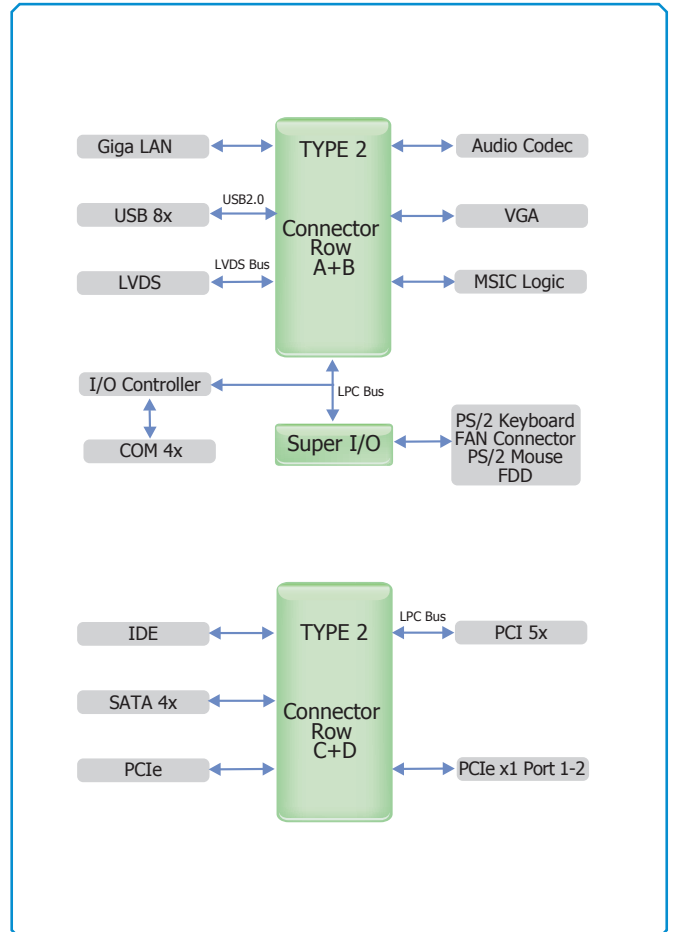 Giga LAN
TYPE 2
Audio Codec
USB 8x
USB2.0
Connector
Row
A+B
VGA
LVDS
LVDS Bus
MSIC Logic
I/O Controller
LPC Bus
COM 4x
Super I/O
PS/2 Keyboard
FAN Connector
PS/2 Mouse
FDD
IDE
TYPE 2
LPC Bus
PCI 5x
SATA 4x
Connector
Row
C+D
PCIe
PCIe x1 Port 1-2